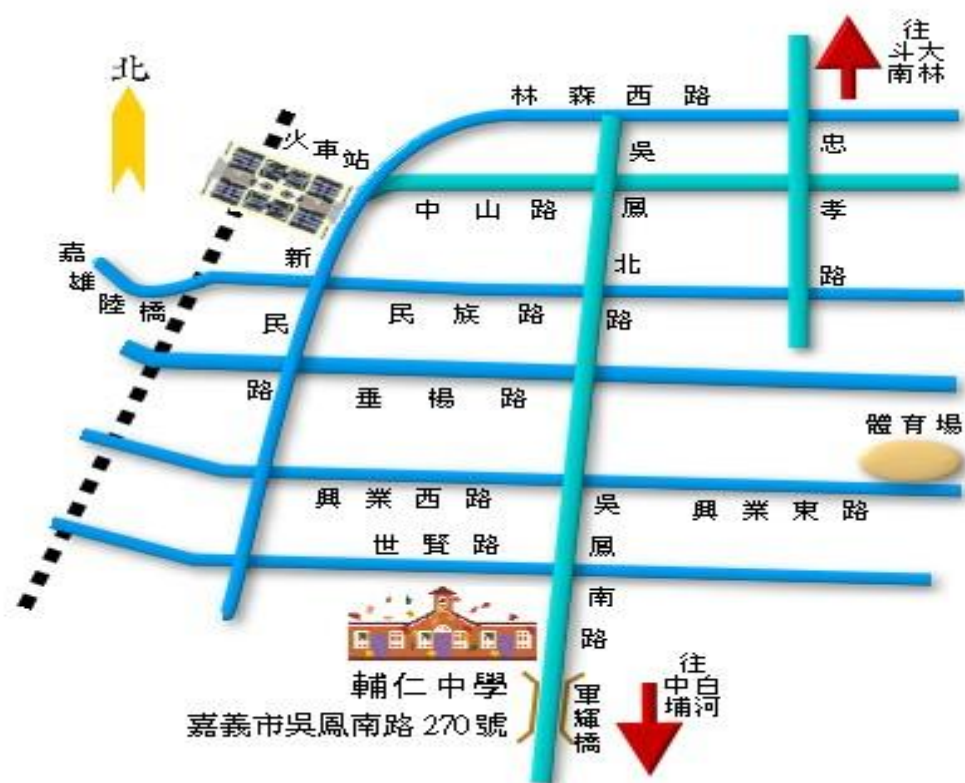 北
往
斗大
南林
林森西路
火車站
吳鳳北路
忠孝路
中山路
新民路
嘉雄陸橋
民族路
垂楊路
體育場
興業西路
吳鳳南路
興業東路
世賢路
輔仁中學
嘉義市吳鳳南路270號
軍輝橋
往
中白
埔河